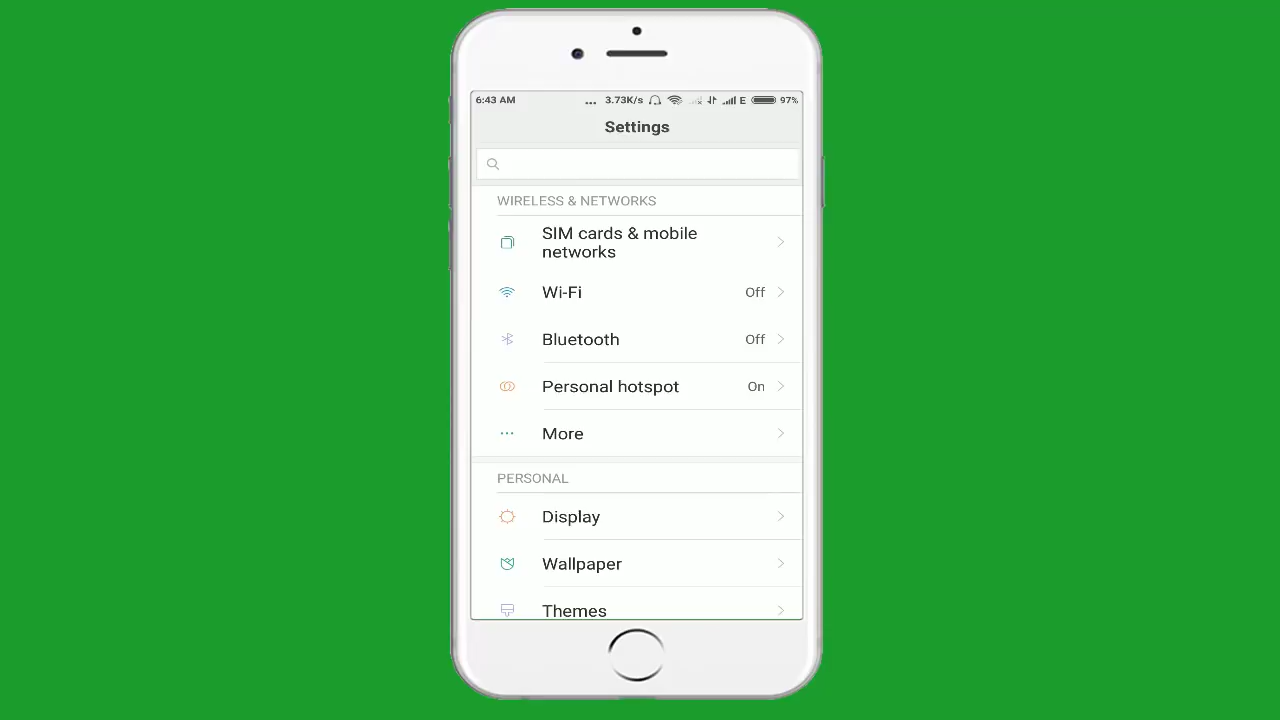 6:43 AM ... 3.73K/s E 97%
Settings
WIRELESS & NETWORKS
SIM cards & mobile
networks
Wi-Fi Off
Bluetooth Off
Personal hotspot On
More
PERSONAL
Display
Wallpaper
Themes